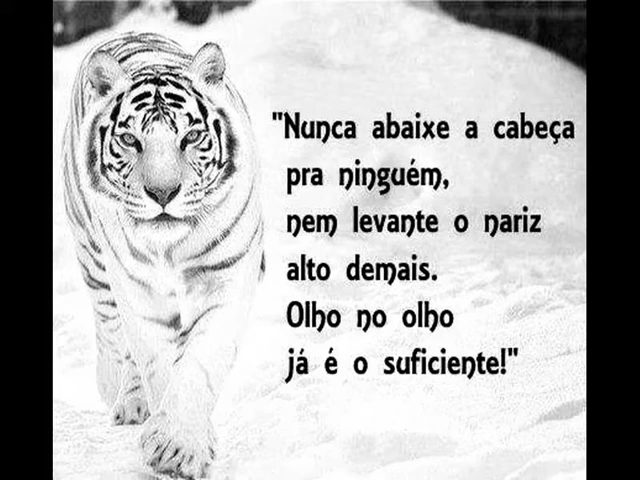 "Nunca abaixe a cabeça
pra ninguém,
nem levante o nariz
alto demais.
Olho no olho
já é o suficiente!"